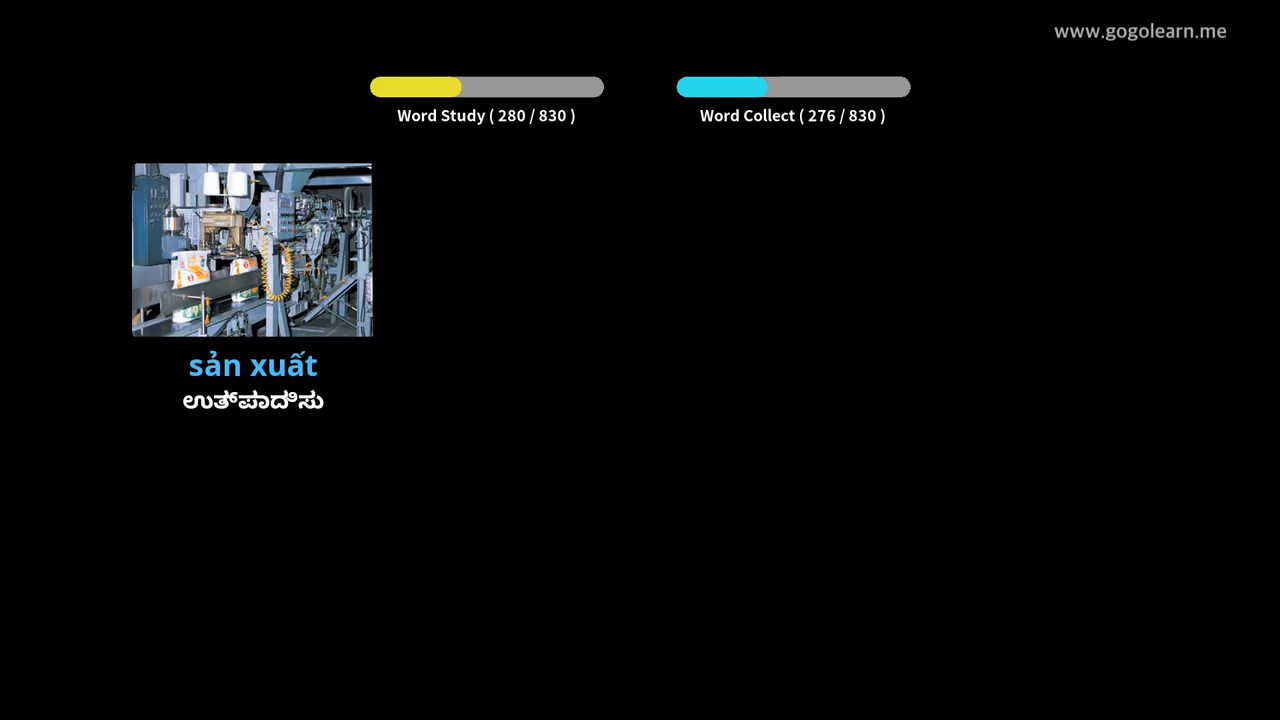 www.gogolearn.me
Word Study ( 280 / 830 )
Word Collect ( 276 / 830 )
sản xuất
ಉತ್ಪಾದಿಸು